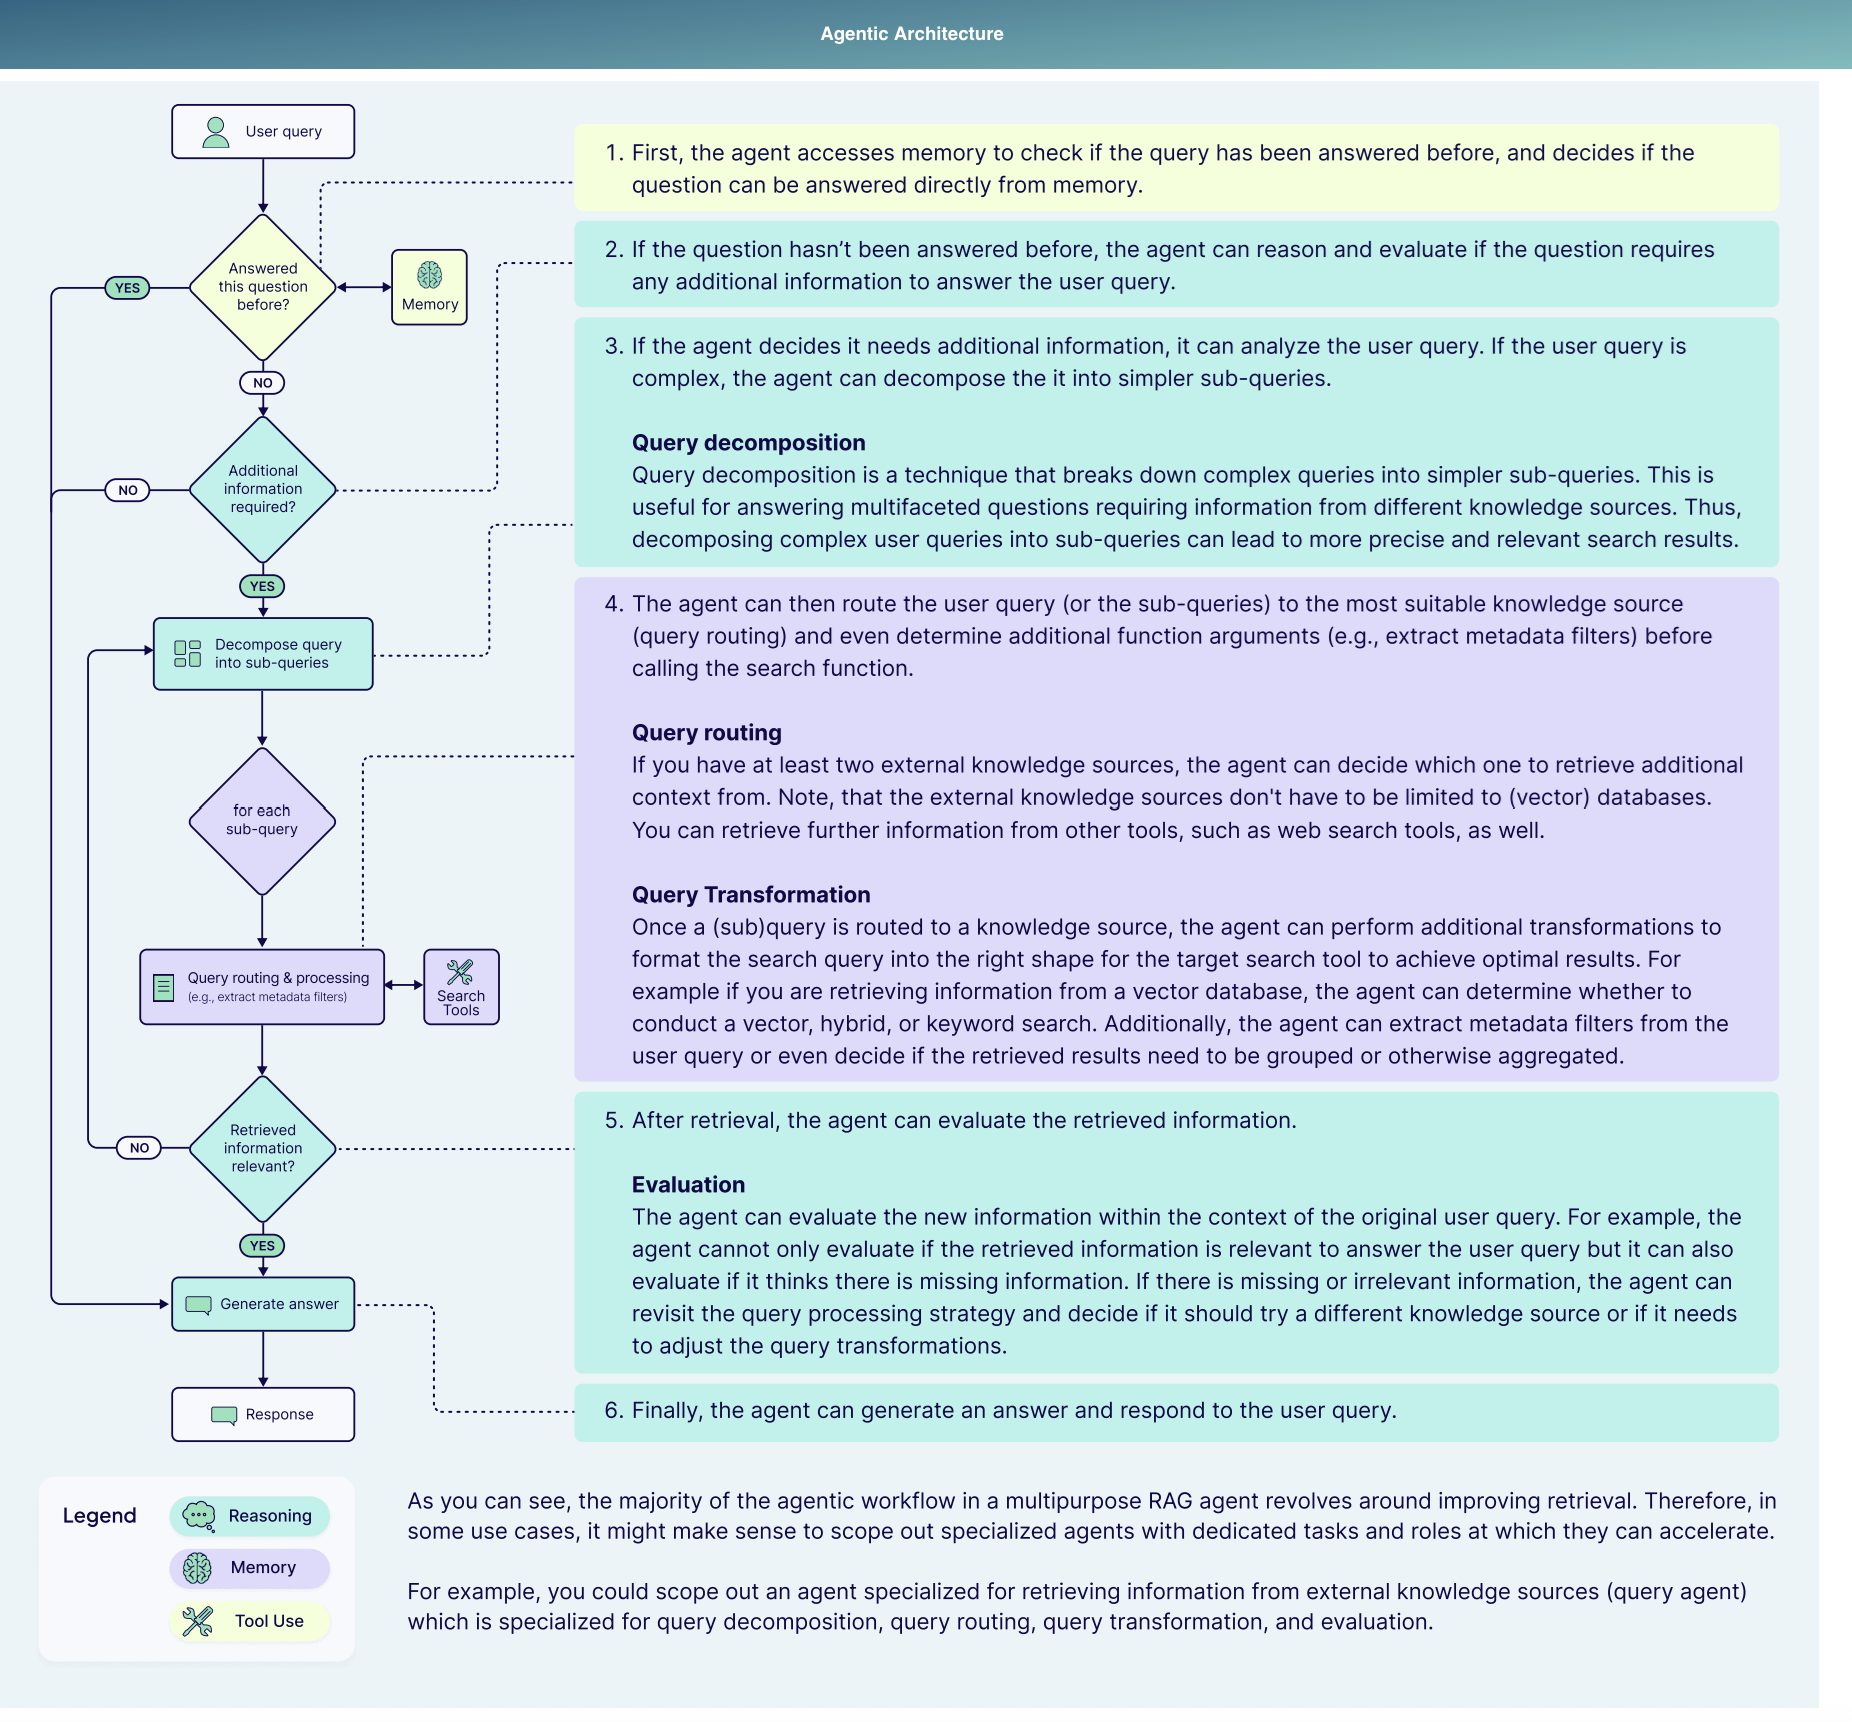 Agentic Architecture
User query
Answered
this question
before?
Memory
YES
NO
Additional
information
required?
NO
YES
Decompose query
into sub-queries
for each
sub-query
Query routing & processing
(e.g., extract metadata filters)
Search
Tools
Retrieved
information
relevant?
NO
YES
Generate answer
Response
1. First, the agent accesses memory to check if the query has been answered before, and decides if the
question can be answered directly from memory.
2. If the question hasn’t been answered before, the agent can reason and evaluate if the question requires
any additional information to answer the user query.
3. If the agent decides it needs additional information, it can analyze the user query. If the user query is
complex, the agent can decompose the it into simpler sub-queries.
Query decomposition
Query decomposition is a technique that breaks down complex queries into simpler sub-queries. This is
useful for answering multifaceted questions requiring information from different knowledge sources. Thus,
decomposing complex user queries into sub-queries can lead to more precise and relevant search results.
4. The agent can then route the user query (or the sub-queries) to the most suitable knowledge source
(query routing) and even determine additional function arguments (e.g., extract metadata filters) before
calling the search function.
Query routing
If you have at least two external knowledge sources, the agent can decide which one to retrieve additional
context from. Note, that the external knowledge sources don't have to be limited to (vector) databases.
You can retrieve further information from other tools, such as web search tools, as well.
Query Transformation
Once a (sub)query is routed to a knowledge source, the agent can perform additional transformations to
format the search query into the right shape for the target search tool to achieve optimal results. For
example if you are retrieving information from a vector database, the agent can determine whether to
conduct a vector, hybrid, or keyword search. Additionally, the agent can extract metadata filters from the
user query or even decide if the retrieved results need to be grouped or otherwise aggregated.
5. After retrieval, the agent can evaluate the retrieved information.
Evaluation
The agent can evaluate the new information within the context of the original user query. For example, the
agent cannot only evaluate if the retrieved information is relevant to answer the user query but it can also
evaluate if it thinks there is missing information. If there is missing or irrelevant information, the agent can
revisit the query processing strategy and decide if it should try a different knowledge source or if it needs
to adjust the query transformations.
6. Finally, the agent can generate an answer and respond to the user query.
Legend
Reasoning
Memory
Tool Use
As you can see, the majority of the agentic workflow in a multipurpose RAG agent revolves around improving retrieval. Therefore, in
some use cases, it might make sense to scope out specialized agents with dedicated tasks and roles at which they can accelerate.
For example, you could scope out an agent specialized for retrieving information from external knowledge sources (query agent)
which is specialized for query decomposition, query routing, query transformation, and evaluation.